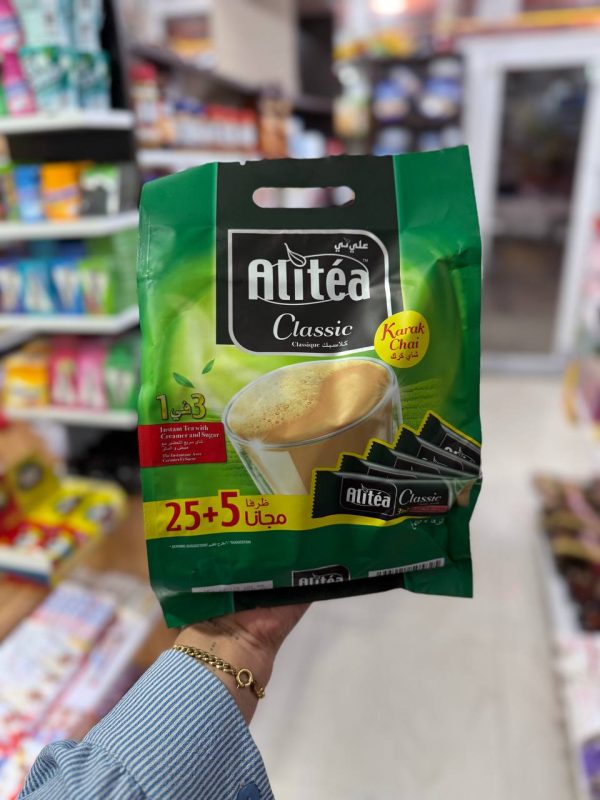 علي تي
Alitéa™
Classic
Classique كلاسيك
Karak
Chai
شاي كرك
3 في 1
Instant Tea with
Creamer and Sugar
25+5 ظرفا
مجانا
Alitéa Classic
Alitéa